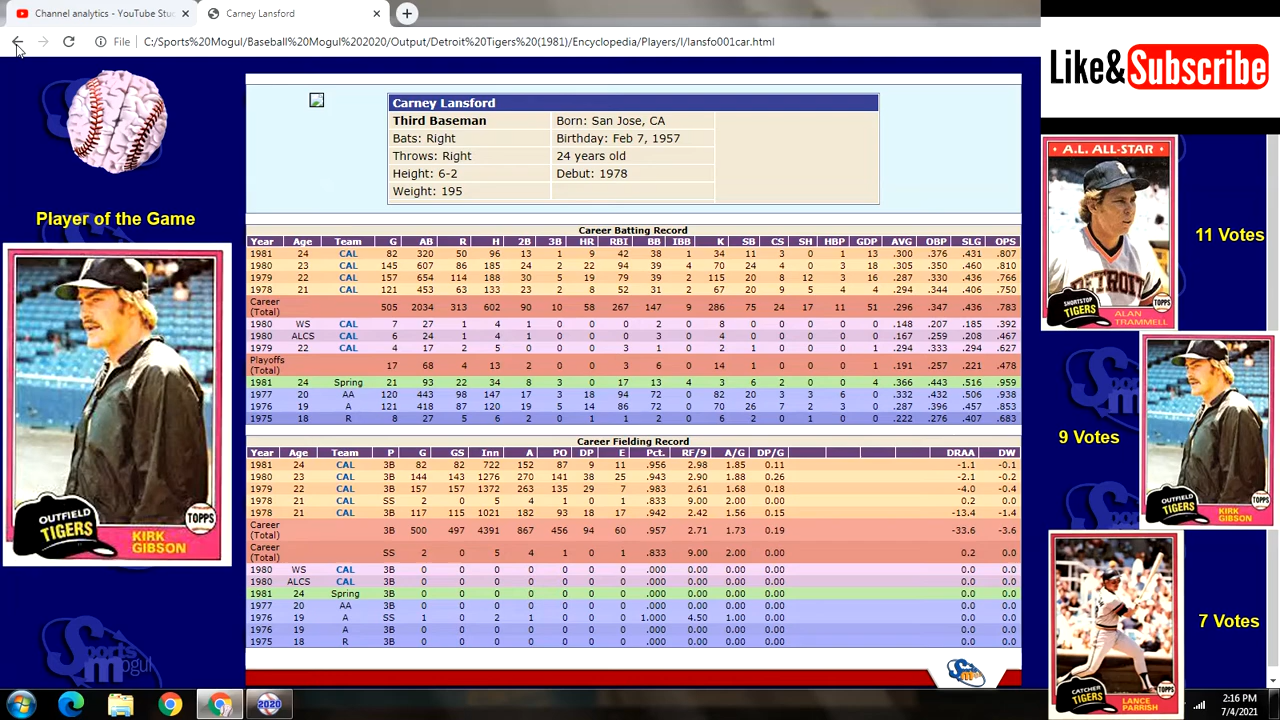 Channel analytics - YouTube Stu
Carney Lansford
File
C:/Sports%20Mogul/Baseball%20Mogul%202020/Output/Detroit%20Tigers%20(1981)/Encyclopedia/Players/l/lansfo001car.html
Like& Subscribe
Carney Lansford
Third Baseman Born: San Jose, CA
Bats: Right Birthday: Feb 7, 1957
Throws: Right 24 years old
Height: 6-2 Debut: 1978
Weight: 195
Player of the Game
OUTFIELD
TIGERS
KIRK
GIBSON
TOPPS
Career Batting Record
Year Age Team G AB R H 2B 3B HR RBI BB IBB K SB CS SH HBP GDP AVG OBP SLG OPS
1981 24 CAL 82 320 50 96 13 1 9 42 38 1 34 11 3 0 1 13 .300 .376 .431 .807
1980 23 CAL 145 607 86 185 24 2 22 94 39 4 70 24 4 0 3 18 .305 .350 .460 .810
1979 22 CAL 157 654 114 188 30 5 19 79 39 2 115 20 8 12 3 16 .287 .330 .436 .766
1978 21 CAL 121 453 63 133 23 2 8 52 31 2 67 20 9 5 4 4 .294 .344 .406 .750
Career
(Total) 505 2034 313 602 90 10 58 267 147 9 286 75 24 17 11 51 .296 .347 .436 .783
1980 WS CAL 7 27 1 4 1 0 0 0 2 0 8 0 0 0 0 0 .148 .207 .185 .392
1980 ALCS CAL 6 24 1 4 1 0 0 0 3 0 4 0 0 0 0 0 .167 .259 .208 .467
1979 22 CAL 4 17 2 5 0 0 0 3 1 0 2 0 0 0 0 1 .294 .333 .294 .627
Playoffs
(Total) 17 68 4 13 2 0 0 3 6 0 14 1 0 0 0 1 .191 .257 .221 .478
1981 24 Spring 21 93 22 34 8 3 0 17 13 4 3 6 2 0 0 4 .366 .443 .516 .959
1977 20 AA 120 443 98 147 17 3 18 94 72 0 82 20 3 3 6 0 .332 .432 .506 .938
1976 19 A 121 418 87 120 19 5 14 86 72 0 70 26 7 2 3 0 .287 .396 .457 .853
1975 18 R 8 27 5 6 2 0 1 1 2 0 6 2 0 1 0 0 .222 .276 .407 .683
Career Fielding Record
Year Age Team P G GS Inn A PO DP E Pct. RF/9 A/G DP/G DRAA DW
1981 24 CAL 3B 82 82 722 152 87 9 11 .956 2.98 1.85 0.11 -1.1 -0.1
1980 23 CAL 3B 144 143 1276 270 141 38 25 .943 2.90 1.88 0.26 -2.1 -0.2
1979 22 CAL 3B 157 157 1372 263 135 29 7 .983 2.61 1.68 0.18 -4.0 -0.4
1978 21 CAL SS 2 0 5 4 1 0 1 .833 9.00 2.00 0.00 0.2 0.0
1978 21 CAL 3B 117 115 1021 182 93 18 17 .942 2.42 1.56 0.15 -13.4 -1.4
Career
(Total) 3B 500 497 4391 867 456 94 60 .957 2.71 1.73 0.19 -33.6 -3.6
Career
(Total) SS 2 0 5 4 1 0 1 .833 9.00 2.00 0.00 0.2 0.0
1980 WS CAL 3B 0 0 0 0 0 0 0 .000 0.00 0.00 0.00 0.0 0.0
1980 ALCS CAL 3B 0 0 0 0 0 0 0 .000 0.00 0.00 0.00 0.0 0.0
1981 24 Spring 3B 0 0 0 0 0 0 0 .000 0.00 0.00 0.00 0.0 0.0
1977 20 AA 3B 0 0 0 0 0 0 0 .000 0.00 0.00 0.00 0.0 0.0
1976 19 A SS 1 0 2 1 0 0 0 1.000 4.50 1.00 0.00 0.0 0.0
1976 19 A 3B 0 0 0 0 0 0 0 .000 0.00 0.00 0.00 0.0 0.0
1975 18 R 3B 0 0 0 0 0 0 0 .000 0.00 0.00 0.00 0.0 0.0
Sports
Mogul
A.L. ALL-STAR
DETROIT
SHORTSTOP
TIGERS
ALAN
TRAMMELL
TOPPS
11 Votes
9 Votes
OUTFIELD
TIGERS
KIRK
GIBSON
TOPPS
CATCHER
TIGERS
LANCE
PARRISH
TOPPS
7 Votes
2020
2:16 PM
7/4/2021